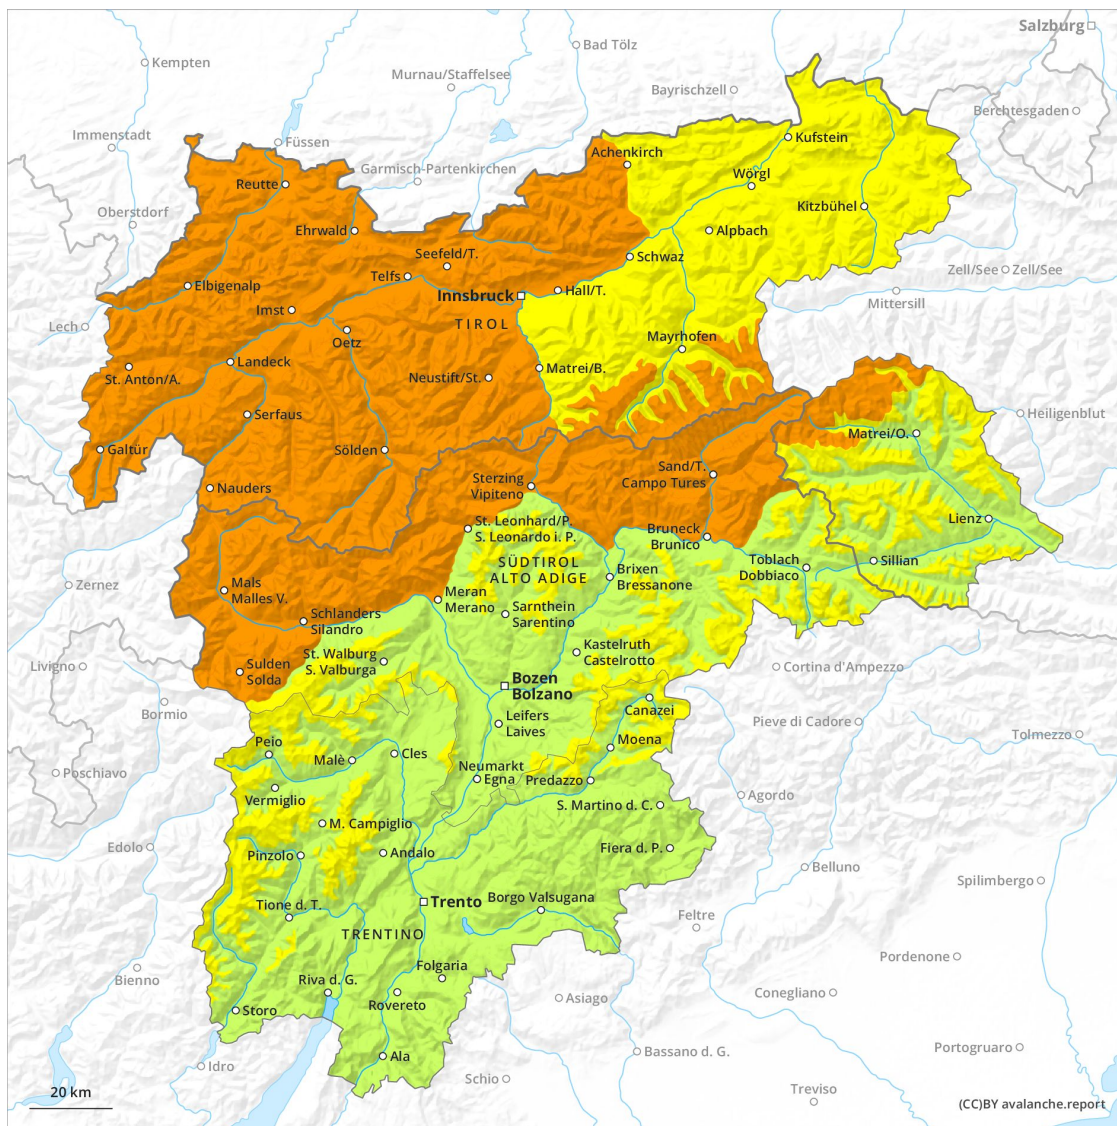 Salzburg
Bad Tölz
Kempten
Murnau/Staffelsee
Bayrischzell
Berchtesgaden
Immenstadt
Füssen
Kufstein
Achenkirch
Garmisch-Partenkirchen
Wörgl
Reutte
Oberstdorf
Kitzbühel
Ehrwald
Alpbach
Seefeld/T.
Schwaz
Zell/See
Zell/See
Telfs
Elbigenalp
Hall/T.
Innsbruck
Mittersill
Imst
TIROL
Lech
Oetz
Mayrhofen
Landeck
Matrei/B.
St. Anton/A.
Neustift/St.
Serfaus
Heiligenblut
Matrei/O.
Galtür
Sölden
Sand/T.
Campo Tures
Sterzing
Vipiteno
Nauders
Lienz
St. Leonhard/P.
S. Leonardo i. P.
Bruneck
Brunico
SÜDTIROL
ALTO ADIGE
Toblach
Dobbiaco
Sillian
Brixen
Bressanone
Zernez
Mals
Malles V.
Meran
Merano
Sarnthein
Sarentino
Schlanders
Silandro
Kastelruth
Castelrotto
St. Walburg
S. Valburga
Livigno
Cortina d'Ampezzo
Sulden
Solda
Bozen
Bolzano
Canazei
Bormio
Leifers
Laives
Pieve di Cadore
Tolmezzo
Moena
Peio
Cles
Malè
Neumarkt
Egna
Predazzo
Poschiavo
Vermiglio
Agordo
S. Martino d. C.
M. Campiglio
Edolo
Pinzolo
Andalo
Fiera d. P.
Belluno
Spilimbergo
Borgo Valsugana
Trento
Tione d. T.
Feltre
TRENTINO
Pordenone
Folgaria
Bienno
Riva d. G.
Rovereto
Asiago
Conegliano
Storo
Portogruaro
Bassano d. G.
Ala
Idro
Schio
Treviso
20 km
(CC)BY avalanche.report